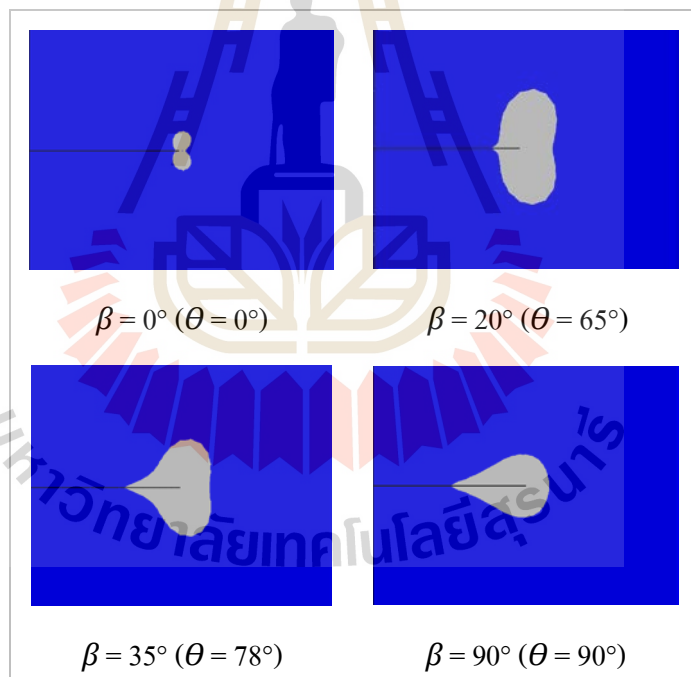 β = 0° (θ = 0°)
β = 20° (θ = 65°)
β = 35° (θ = 78°)
β = 90° (θ = 90°)
มหาวิทยาลัยเทคโนโลยีสุรนารี